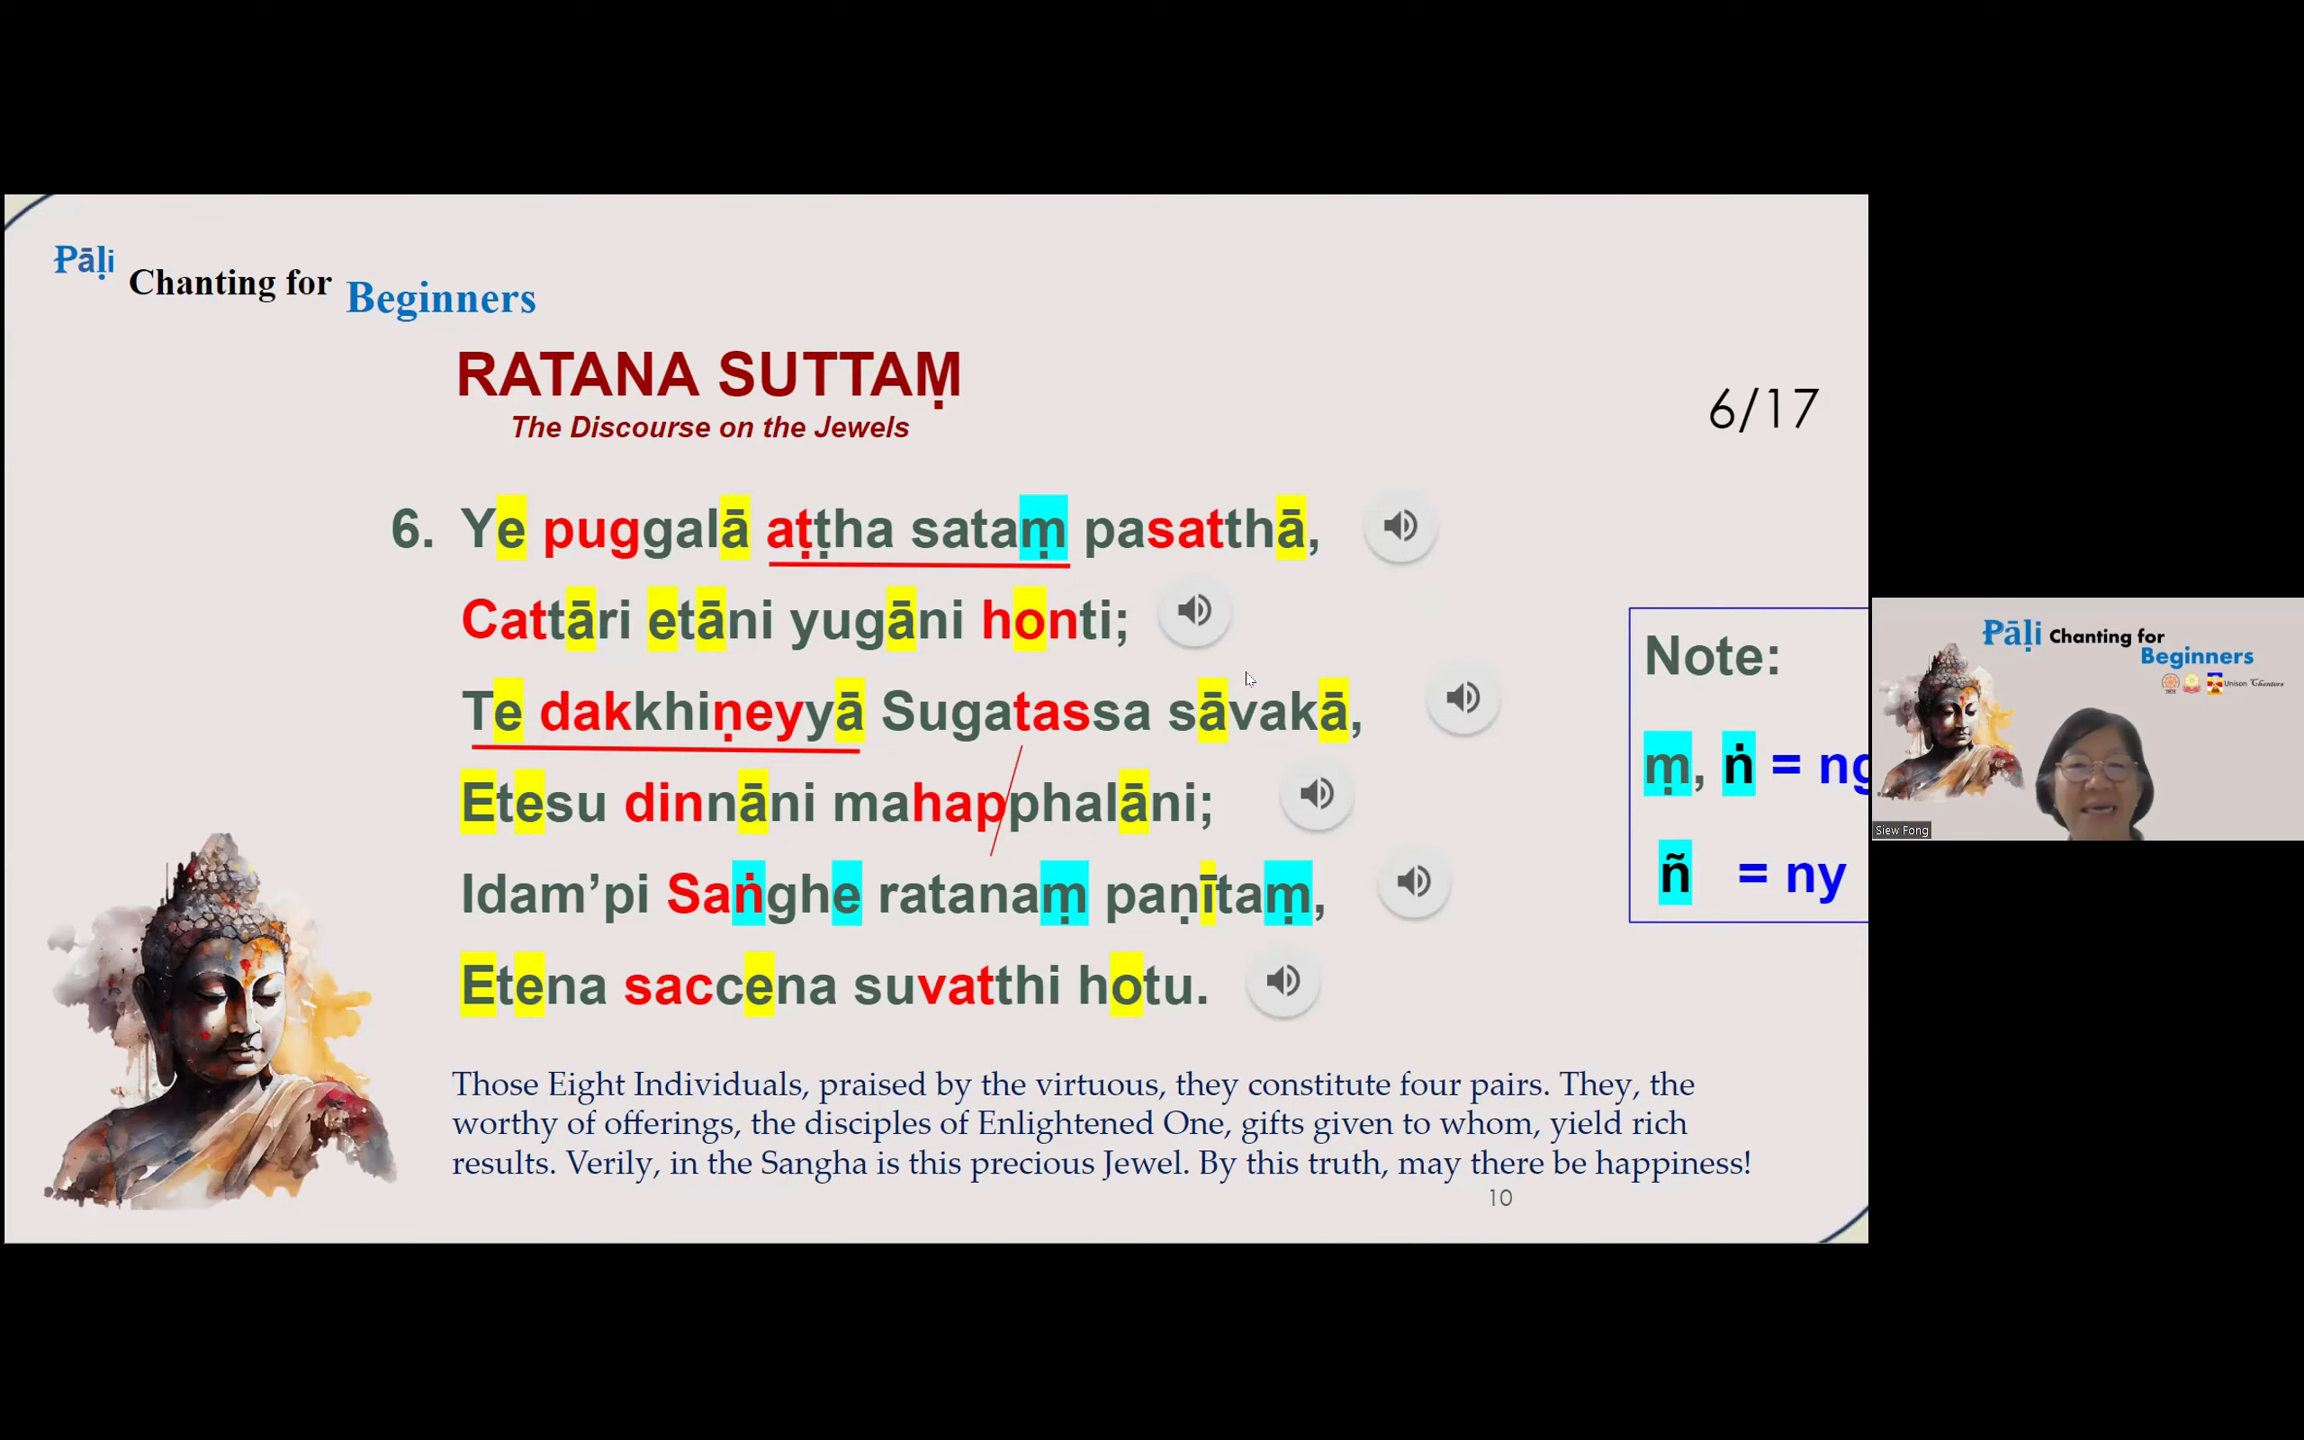 Pāḷi Chanting for Beginners
RATANA SUTTAṂ
The Discourse on the Jewels
6/17
6. Ye puggalā aṭṭha sataṃ pasatthā,
Cattāri etāni yugāni honti;
Te dakkhiṇeyyā Sugatassa sāvakā,
Etesu dinnāni mahapphalāni;
Idam’pi Saṅghe ratanaṃ paṇītaṃ,
Etena saccena suvatthi hotu.
Those Eight Individuals, praised by the virtuous, they constitute four pairs. They, the
worthy of offerings, the disciples of Enlightened One, gifts given to whom, yield rich
results. Verily, in the Sangha is this precious Jewel. By this truth, may there be happiness!
10
Note:
ṃ, ṅ = ng
ñ = ny
Pāḷi Chanting for
Beginners
Unison Chanters
Siew Fong